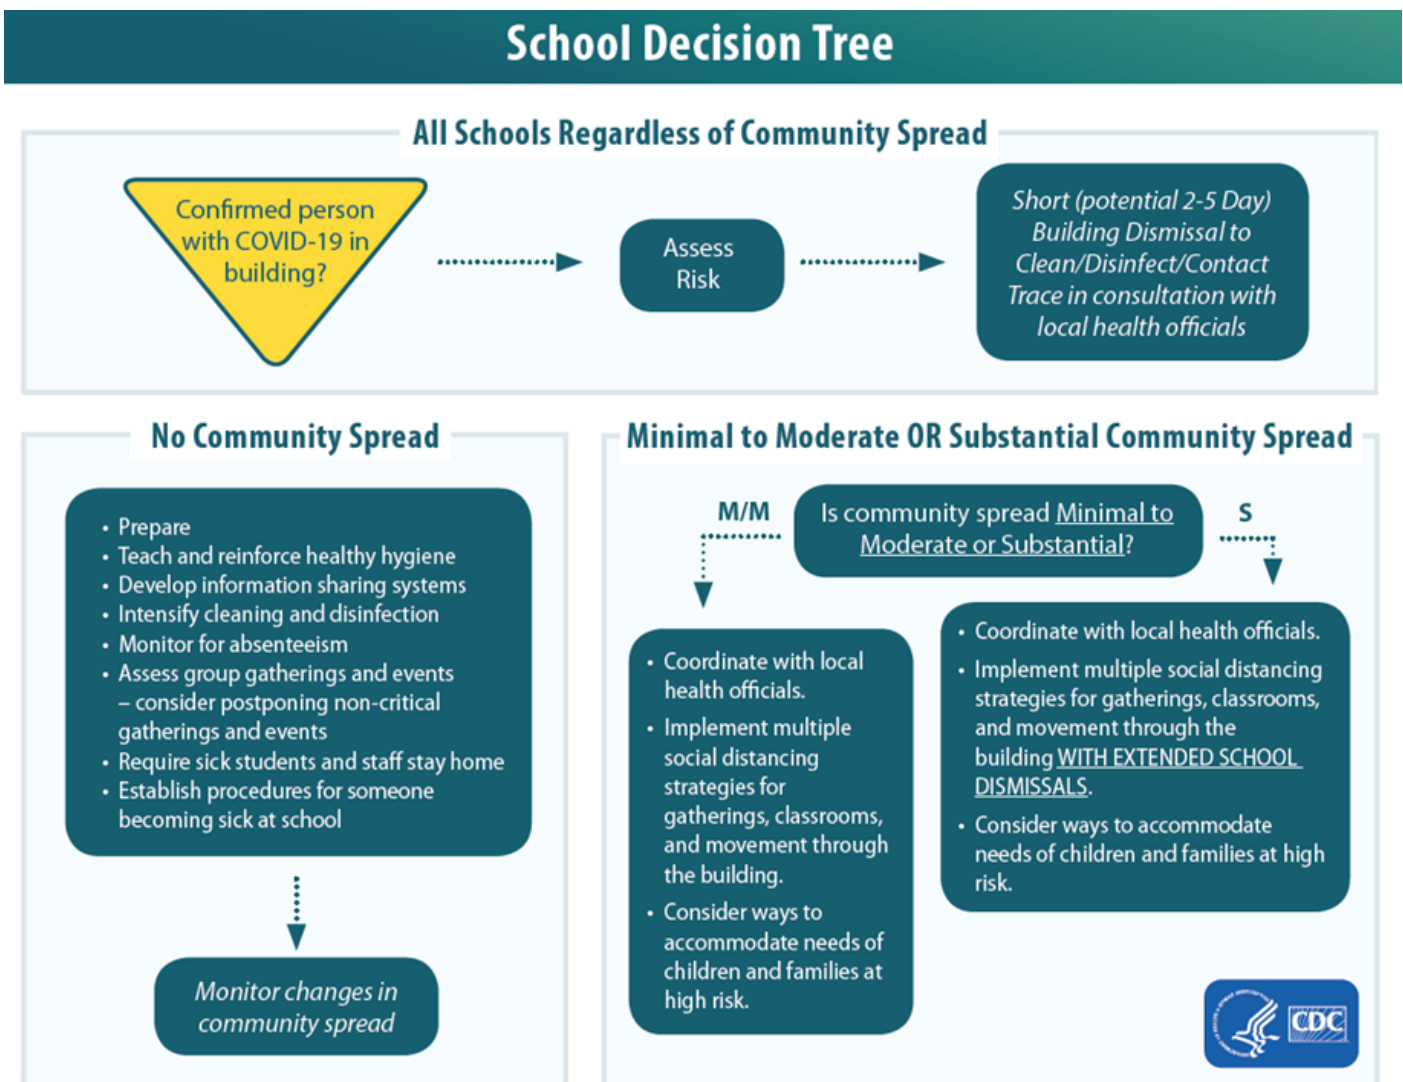 School Decision Tree
All Schools Regardless of Community Spread
Confirmed person
with COVID-19 in
building?
Assess
Risk
Short (potential 2-5 Day)
Building Dismissal to
Clean/Disinfect/Contact
Trace in consultation with
local health officials
No Community Spread
• Prepare
• Teach and reinforce healthy hygiene
• Develop information sharing systems
• Intensify cleaning and disinfection
• Monitor for absenteeism
• Assess group gatherings and events
– consider postponing non-critical
gatherings and events
• Require sick students and staff stay home
• Establish procedures for someone
becoming sick at school
Monitor changes in
community spread
Minimal to Moderate OR Substantial Community Spread
M/M
Is community spread Minimal to
Moderate or Substantial?
S
• Coordinate with local
health officials.
• Implement multiple
social distancing
strategies for
gatherings, classrooms,
and movement through
the building.
• Consider ways to
accommodate needs of
children and families at
high risk.
• Coordinate with local health officials.
• Implement multiple social distancing
strategies for gatherings, classrooms,
and movement through the
building WITH EXTENDED SCHOOL
DISMISSALS.
• Consider ways to accommodate
needs of children and families at high
risk.
CDC